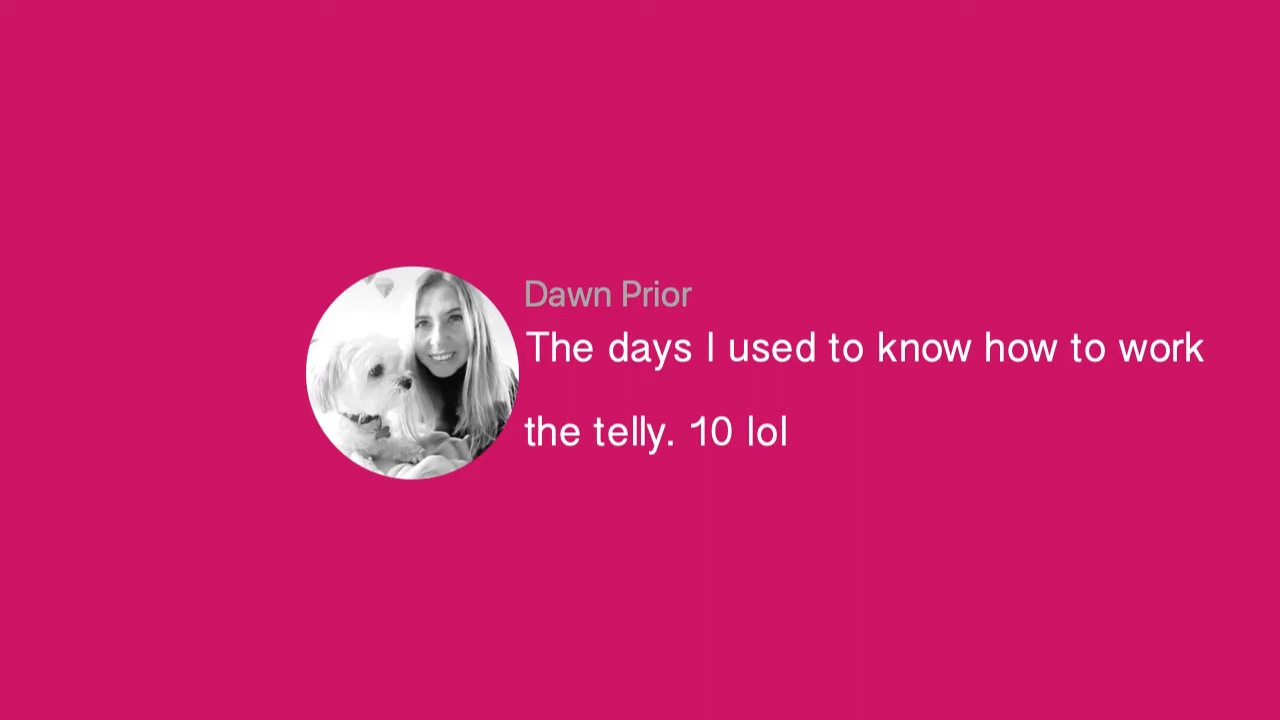 Dawn Prior
The days I used to know how to work
the telly. 10 lol